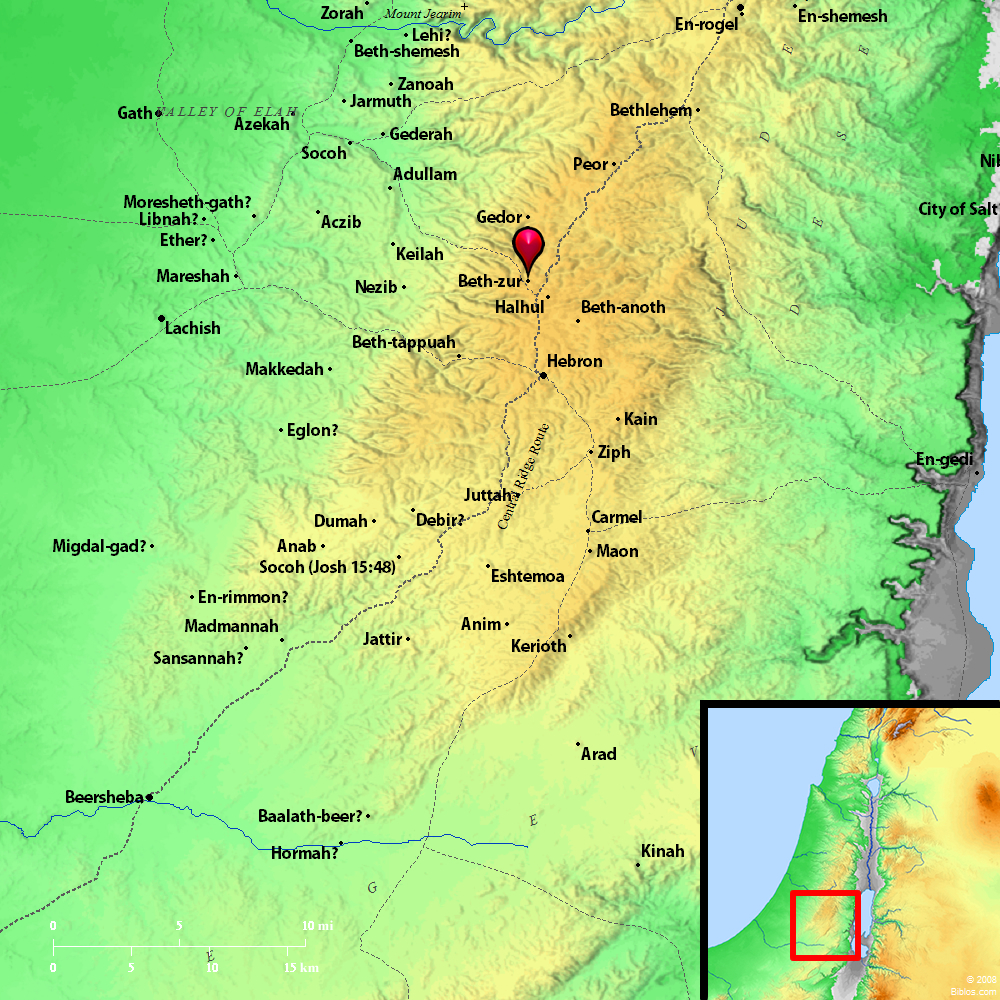 Zorah
Mount Jearim
En-rogel
En-shemesh
Lehi?
Beth-shemesh
Zanoah
Jarmuth
Gath
VALLEY OF ELAH
Azekah
Bethlehem
Gederah
Socoh
Peor
Adullam
Nib
Moresheth-gath?
Libnah?
Aczib
Gedor
City of Salt
Ether?
Keilah
Mareshah
Nezib
Beth-zur
Halhul
Beth-anoth
Lachish
Beth-tappuah
Hebron
Makkedah
Kain
Eglon?
Central Ridge Route
Ziph
En-gedi
Juttah
Dumah
Debir?
Carmel
Migdal-gad?
Anab
Maon
Socoh (Josh 15:48)
Eshtemoa
En-rimmon?
Madmannah
Anim
Jattir
Kerioth
Sansannah?
JUDE
DES
Arad
Beersheba
Baalath-beer?
Hormah?
Kinah
N E G E V
0 5 10 mi
0 5 10 15 km
© 2008
Biblos.com